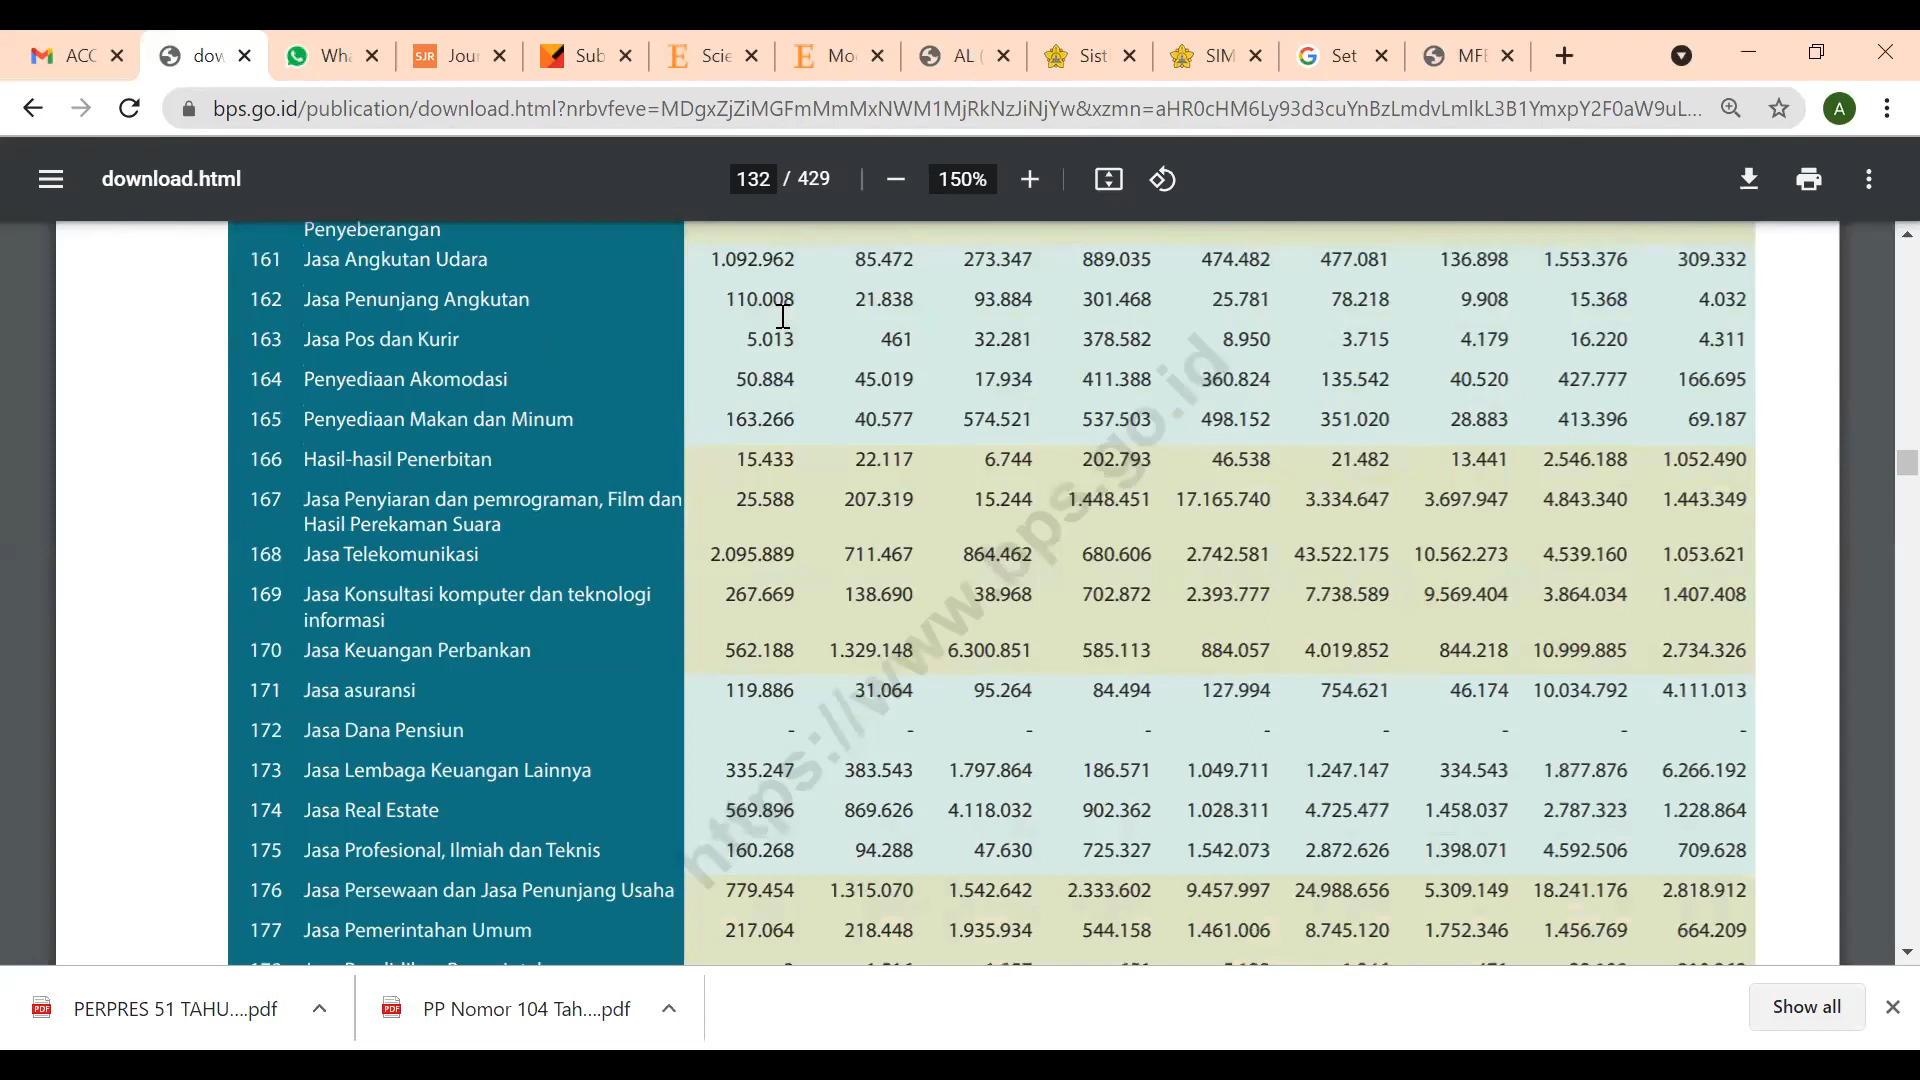 ACC
dow
Wha
SJR
Jou
Sub
Scie
Mo
AL (
Sist
SIM
Set
MFE
bps.go.id/publication/download.html?nrbvfeve=MDgxZjZiMGFmMmMxNWM1MjRkNzJiNjYw&xzmn=aHR0cHM6Ly93d3cuYnBzLmdvLmlkL3B1YmxpY2F0aW9uL...
A
download.html
132 / 429
150%
Penyeberangan
161 Jasa Angkutan Udara 1.092.962 85.472 273.347 889.035 474.482 477.081 136.898 1.553.376 309.332
162 Jasa Penunjang Angkutan 110.008 21.838 93.884 301.468 25.781 78.218 9.908 15.368 4.032
163 Jasa Pos dan Kurir 5.013 461 32.281 378.582 8.950 3.715 4.179 16.220 4.311
164 Penyediaan Akomodasi 50.884 45.019 17.934 411.388 360.824 135.542 40.520 427.777 166.695
165 Penyediaan Makan dan Minum 163.266 40.577 574.521 537.503 498.152 351.020 28.883 413.396 69.187
166 Hasil-hasil Penerbitan 15.433 22.117 6.744 202.793 46.538 21.482 13.441 2.546.188 1.052.490
167 Jasa Penyiaran dan pemrograman, Film dan 25.588 207.319 15.244 1.448.451 17.165.740 3.334.647 3.697.947 4.843.340 1.443.349
Hasil Perekaman Suara
168 Jasa Telekomunikasi 2.095.889 711.467 864.462 680.606 2.742.581 43.522.175 10.562.273 4.539.160 1.053.621
169 Jasa Konsultasi komputer dan teknologi 267.669 138.690 38.968 702.872 2.393.777 7.738.589 9.569.404 3.864.034 1.407.408
informasi
170 Jasa Keuangan Perbankan 562.188 1.329.148 6.300.851 585.113 884.057 4.019.852 844.218 10.999.885 2.734.326
171 Jasa asuransi 119.886 31.064 95.264 84.494 127.994 754.621 46.174 10.034.792 4.111.013
172 Jasa Dana Pensiun - - - - - - - - -
173 Jasa Lembaga Keuangan Lainnya 335.247 383.543 1.797.864 186.571 1.049.711 1.247.147 334.543 1.877.876 6.266.192
174 Jasa Real Estate 569.896 869.626 4.118.032 902.362 1.028.311 4.725.477 1.458.037 2.787.323 1.228.864
175 Jasa Profesional, Ilmiah dan Teknis 160.268 94.288 47.630 725.327 1.542.073 2.872.626 1.398.071 4.592.506 709.628
176 Jasa Persewaan dan Jasa Penunjang Usaha 779.454 1.315.070 1.542.642 2.333.602 9.457.997 24.988.656 5.309.149 18.241.176 2.818.912
177 Jasa Pemerintahan Umum 217.064 218.448 1.935.934 544.158 1.461.006 8.745.120 1.752.346 1.456.769 664.209
https://www.bps.go.id
PDF PERPRES 51 TAHU....pdf
PDF PP Nomor 104 Tah....pdf
Show all